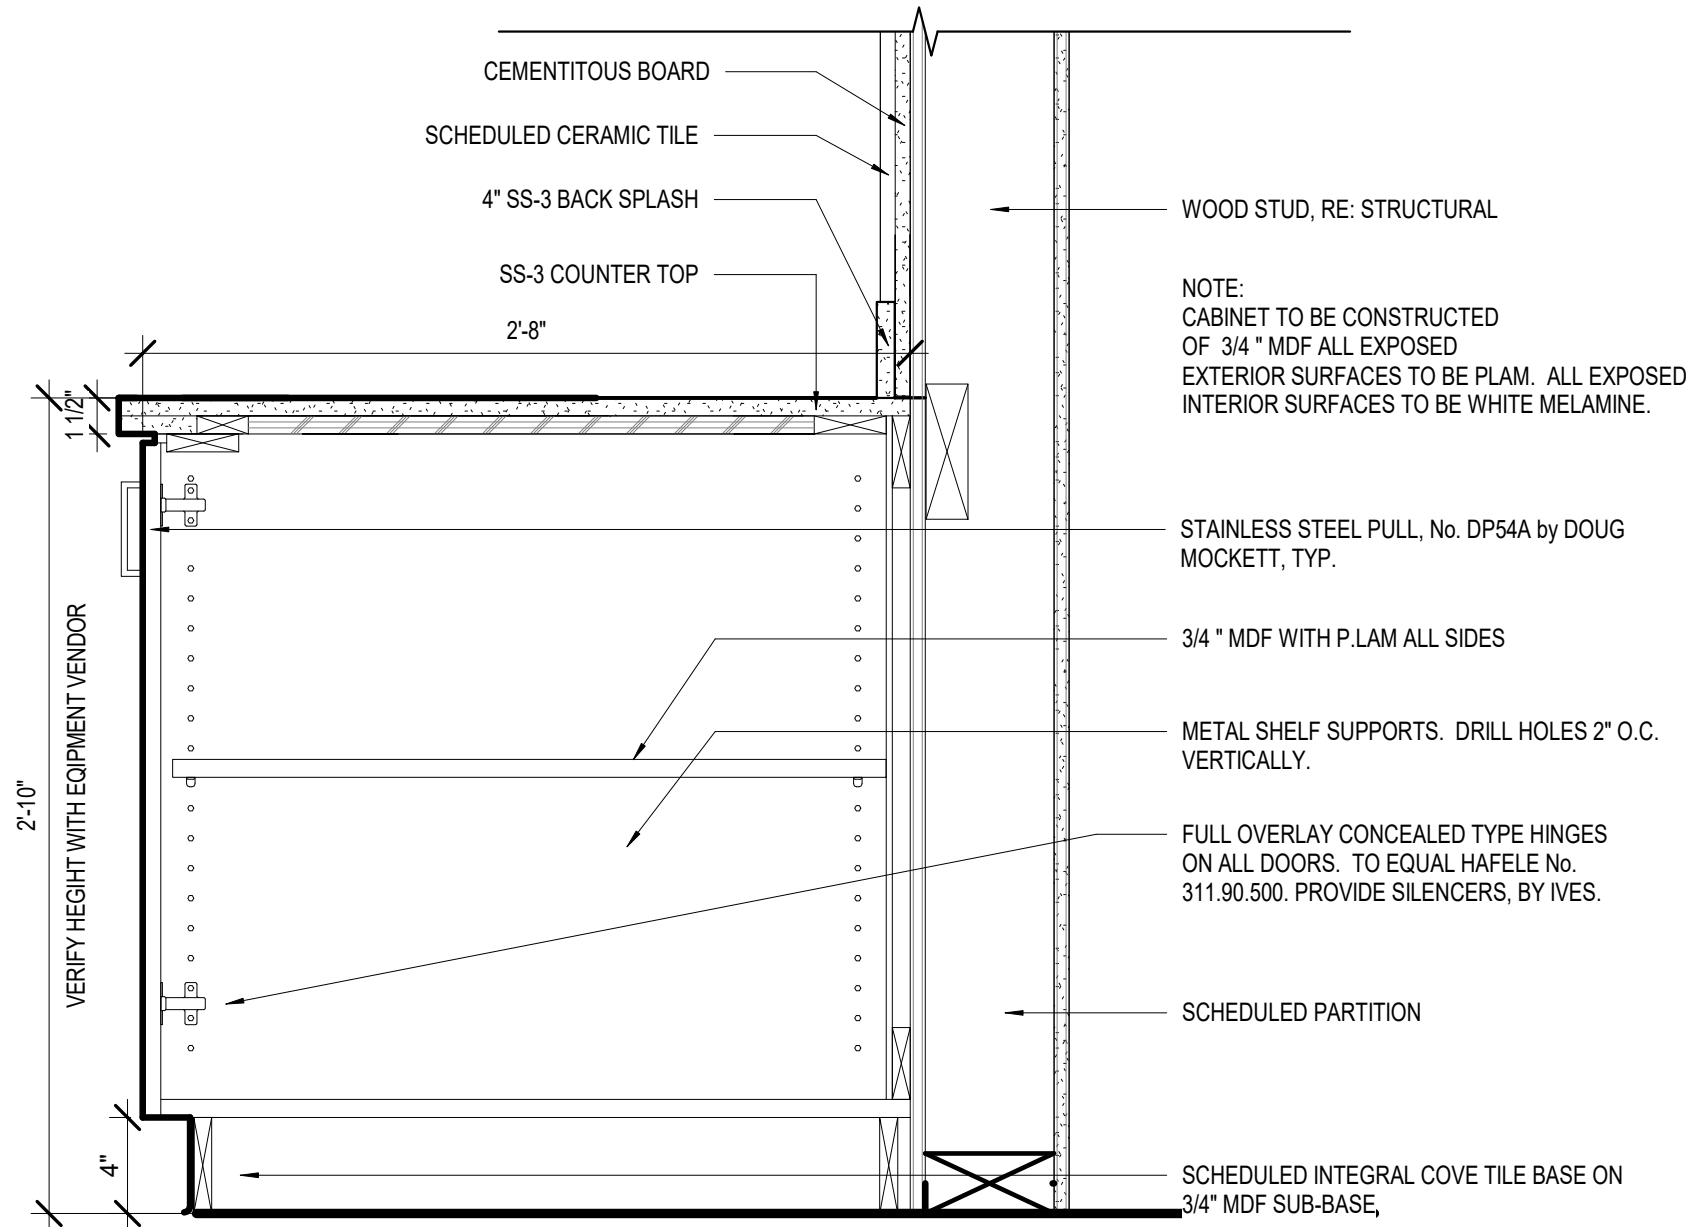 CEMENTITOUS BOARD
SCHEDULED CERAMIC TILE
4" SS-3 BACK SPLASH
SS-3 COUNTER TOP
2'-8"
1 1/2"
2'-10"
VERIFY HEGIHT WITH EQIPMENT VENDOR
4"
WOOD STUD, RE: STRUCTURAL
NOTE:
CABINET TO BE CONSTRUCTED
OF 3/4 " MDF ALL EXPOSED
EXTERIOR SURFACES TO BE PLAM. ALL EXPOSED
INTERIOR SURFACES TO BE WHITE MELAMINE.
STAINLESS STEEL PULL, No. DP54A by DOUG
MOCKETT, TYP.
3/4 " MDF WITH P.LAM ALL SIDES
METAL SHELF SUPPORTS. DRILL HOLES 2" O.C.
VERTICALLY.
FULL OVERLAY CONCEALED TYPE HINGES
ON ALL DOORS. TO EQUAL HAFELE No.
311.90.500. PROVIDE SILENCERS, BY IVES.
SCHEDULED PARTITION
SCHEDULED INTEGRAL COVE TILE BASE ON
3/4" MDF SUB-BASE,